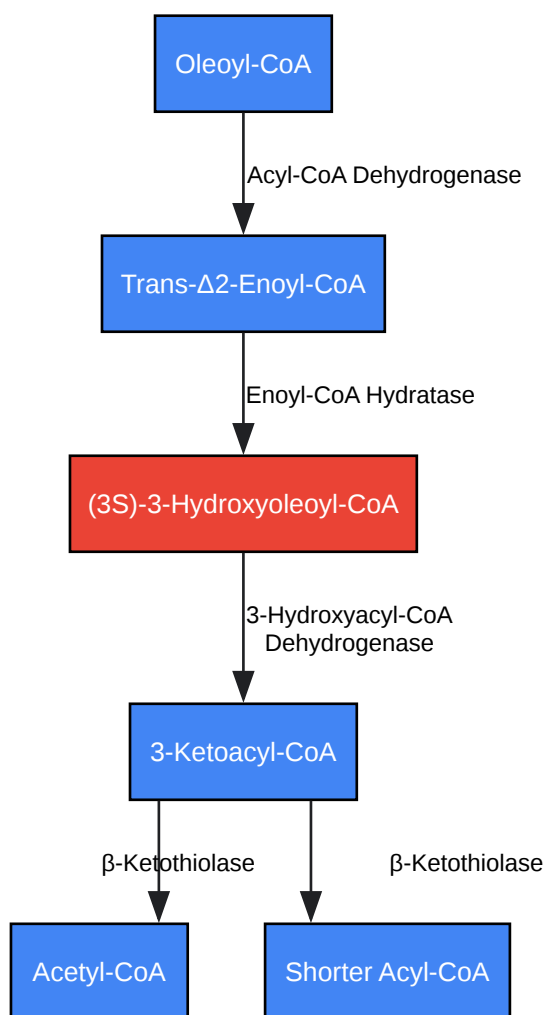 Oleoyl-CoA
Acyl-CoA Dehydrogenase
Trans-Δ2-Enoyl-CoA
Enoyl-CoA Hydratase
(3S)-3-Hydroxyoleoyl-CoA
3-Hydroxyacyl-CoA
Dehydrogenase
3-Ketoacyl-CoA
β-Ketothiolase
β-Ketothiolase
Acetyl-CoA
Shorter Acyl-CoA